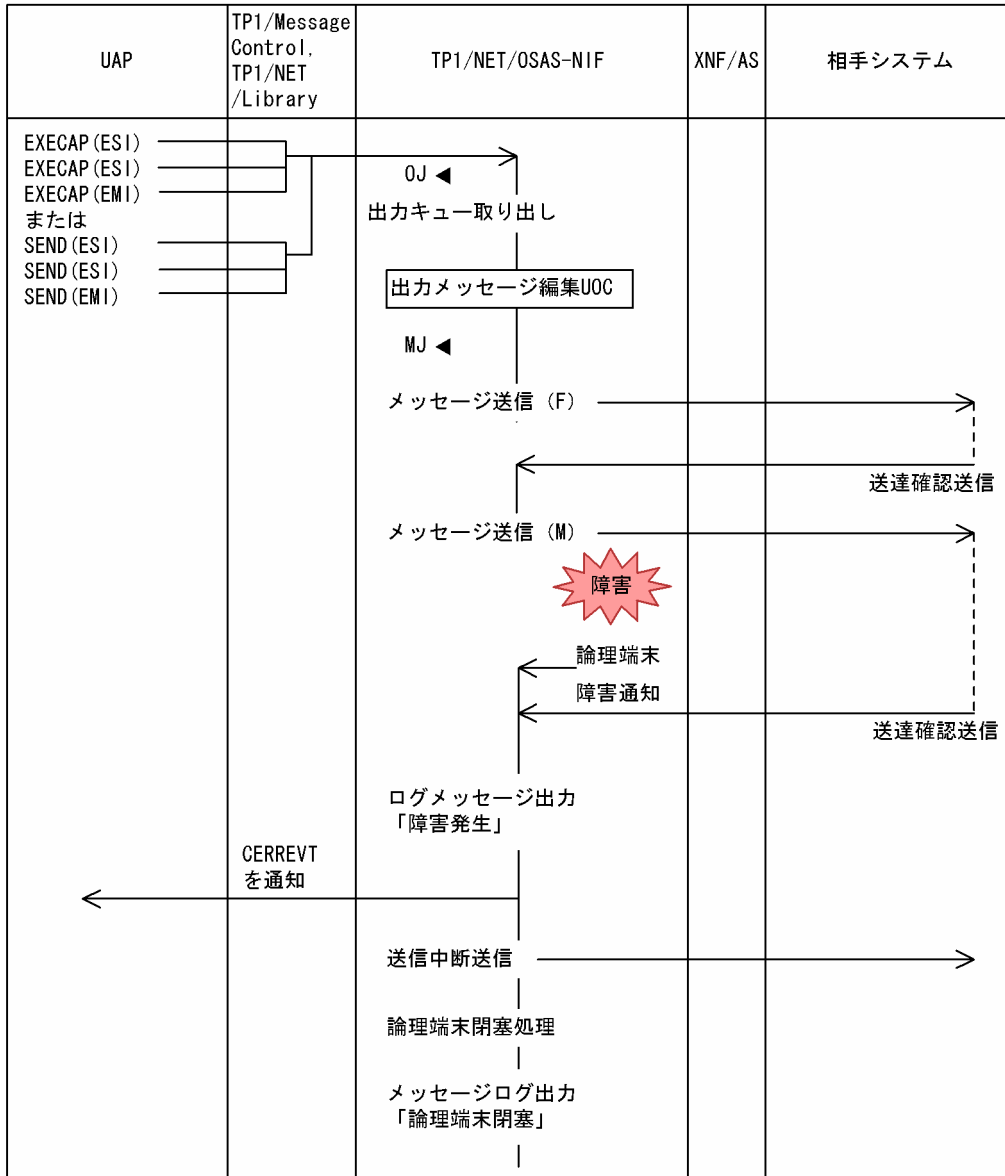 UAP
TP1/Message
Control,
TP1/NET
/Library
TP1/NET/OSAS-NIF
XNF/AS
相手システム
EXECAP(ESI)
EXECAP(ESI)
EXECAP(EMI)
または
SEND(ESI)
SEND(ESI)
SEND(EMI)
OJ
出力キュー取り出し
出力メッセージ編集UOC
MJ
メッセージ送信（F）
送達確認送信
メッセージ送信（M）
障害
論理端末
障害通知
送達確認送信
ログメッセージ出力
「障害発生」
CERREVT
を通知
送信中断送信
論理端末閉塞処理
メッセージログ出力
「論理端末閉塞」